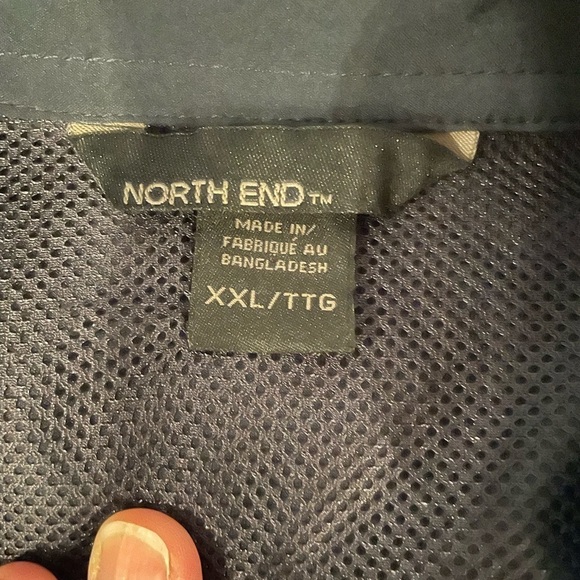 NORTH END™
MADE IN/
FABRIQUÉ AU
BANGLADESH
XXL/TTG